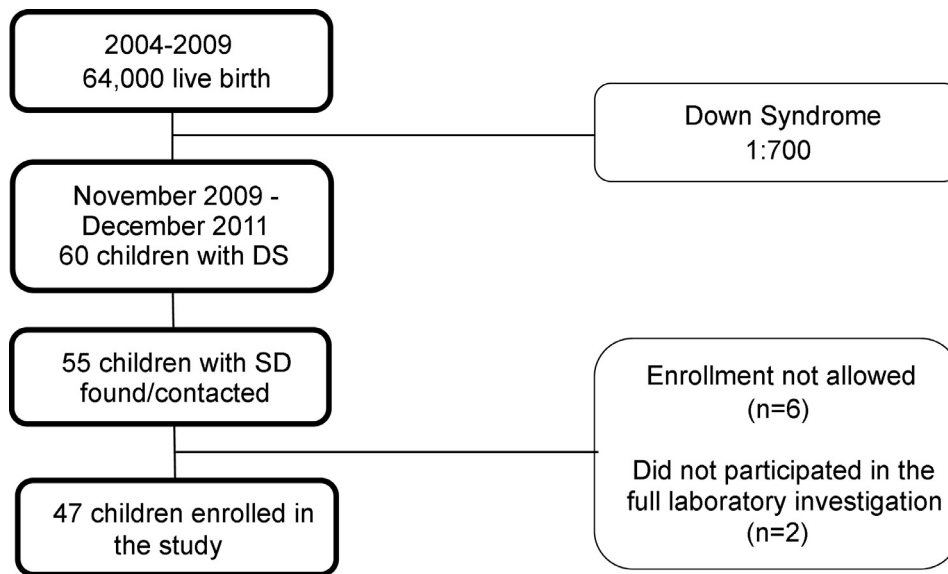 2004-2009
64,000 live birth
Down Syndrome
1:700
November 2009 -
December 2011
60 children with DS
55 children with SD
found/contacted
Enrollment not allowed
(n=6)
Did not participated in the
full laboratory investigation
(n=2)
47 children enrolled in
the study